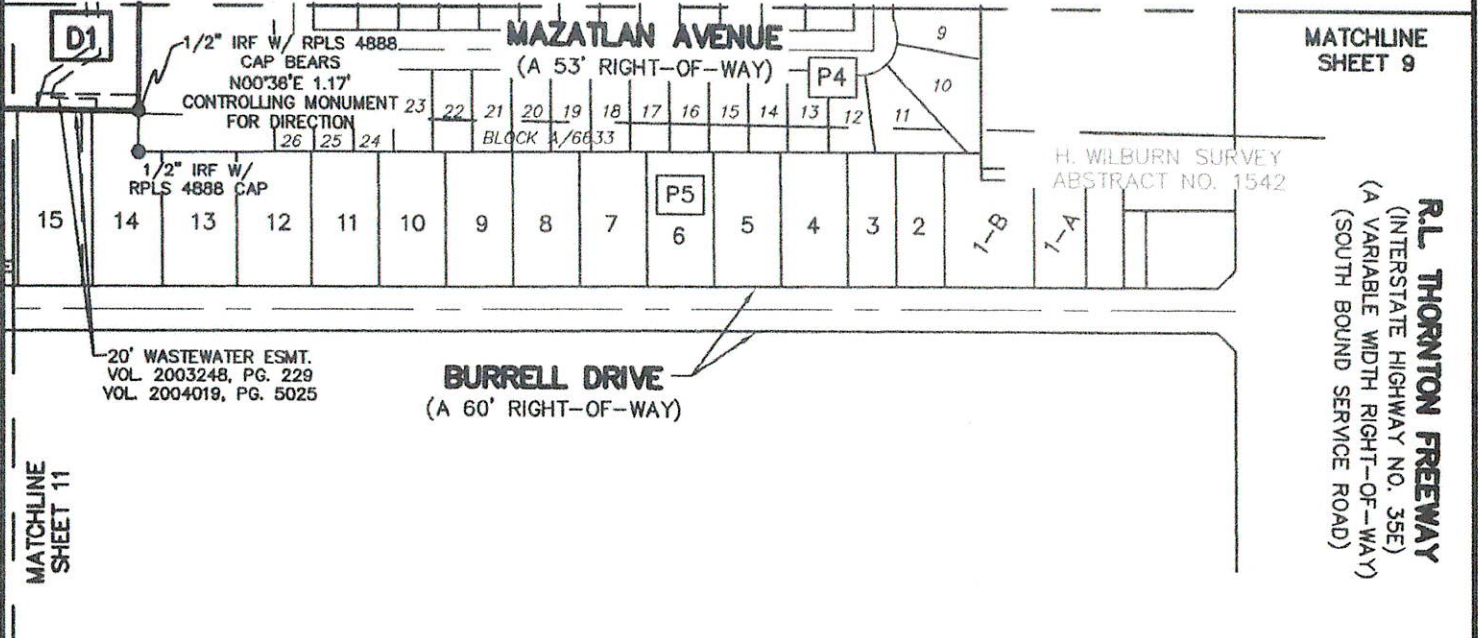 D1
1/2" IRF W/ RPLS 4888
CAP BEARS
N00°36'E 1.17'
CONTROLLING MONUMENT
FOR DIRECTION
MAZATLAN AVENUE
(A 53' RIGHT-OF-WAY)
P4
9
10
MATCHLINE
SHEET 9
23 22 21 20 19 18 17 16 15 14 13 12 11
26 25 24
BLOCK A/6633
1/2" IRF W/
RPLS 4888 CAP
H. WILBURN SURVEY
ABSTRACT NO. 1542
P5
15 14 13 12 11 10 9 8 7 6 5 4 3 2 1-B 1-A
R.L. THORNTON FREEWAY
(INTERSTATE HIGHWAY NO. 35E)
(A VARIABLE WIDTH RIGHT-OF-WAY)
(SOUTH BOUND SERVICE ROAD)
20' WASTEWATER ESMT.
VOL. 2003248, PG. 229
VOL. 2004019, PG. 5025
BURRELL DRIVE
(A 60' RIGHT-OF-WAY)
MATCHLINE
SHEET 11